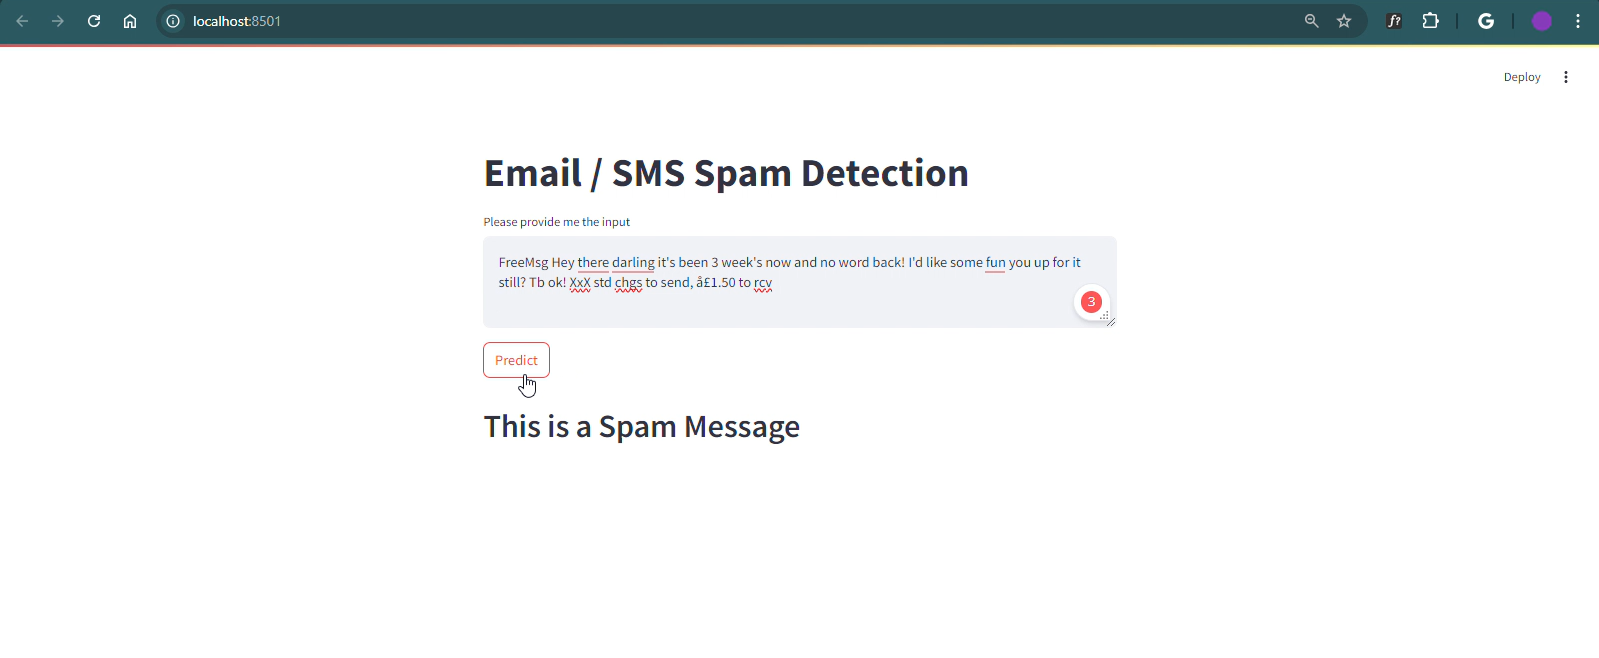 localhost:8501
f?
G
Deploy
Email / SMS Spam Detection
Please provide me the input
FreeMsg Hey there darling it's been 3 week's now and no word back! I'd like some fun you up for it
still? Tb ok! XxX std chgs to send, å£1.50 to rcv
3
Predict
This is a Spam Message